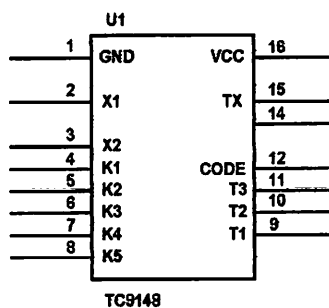 U1
1 GND VCC 16
2 X1 TX 15
14
3 X2
4 K1 CODE 12
5 K2 T3 11
6 K3 T2 10
7 K4 T1 9
8 K5
TC9148